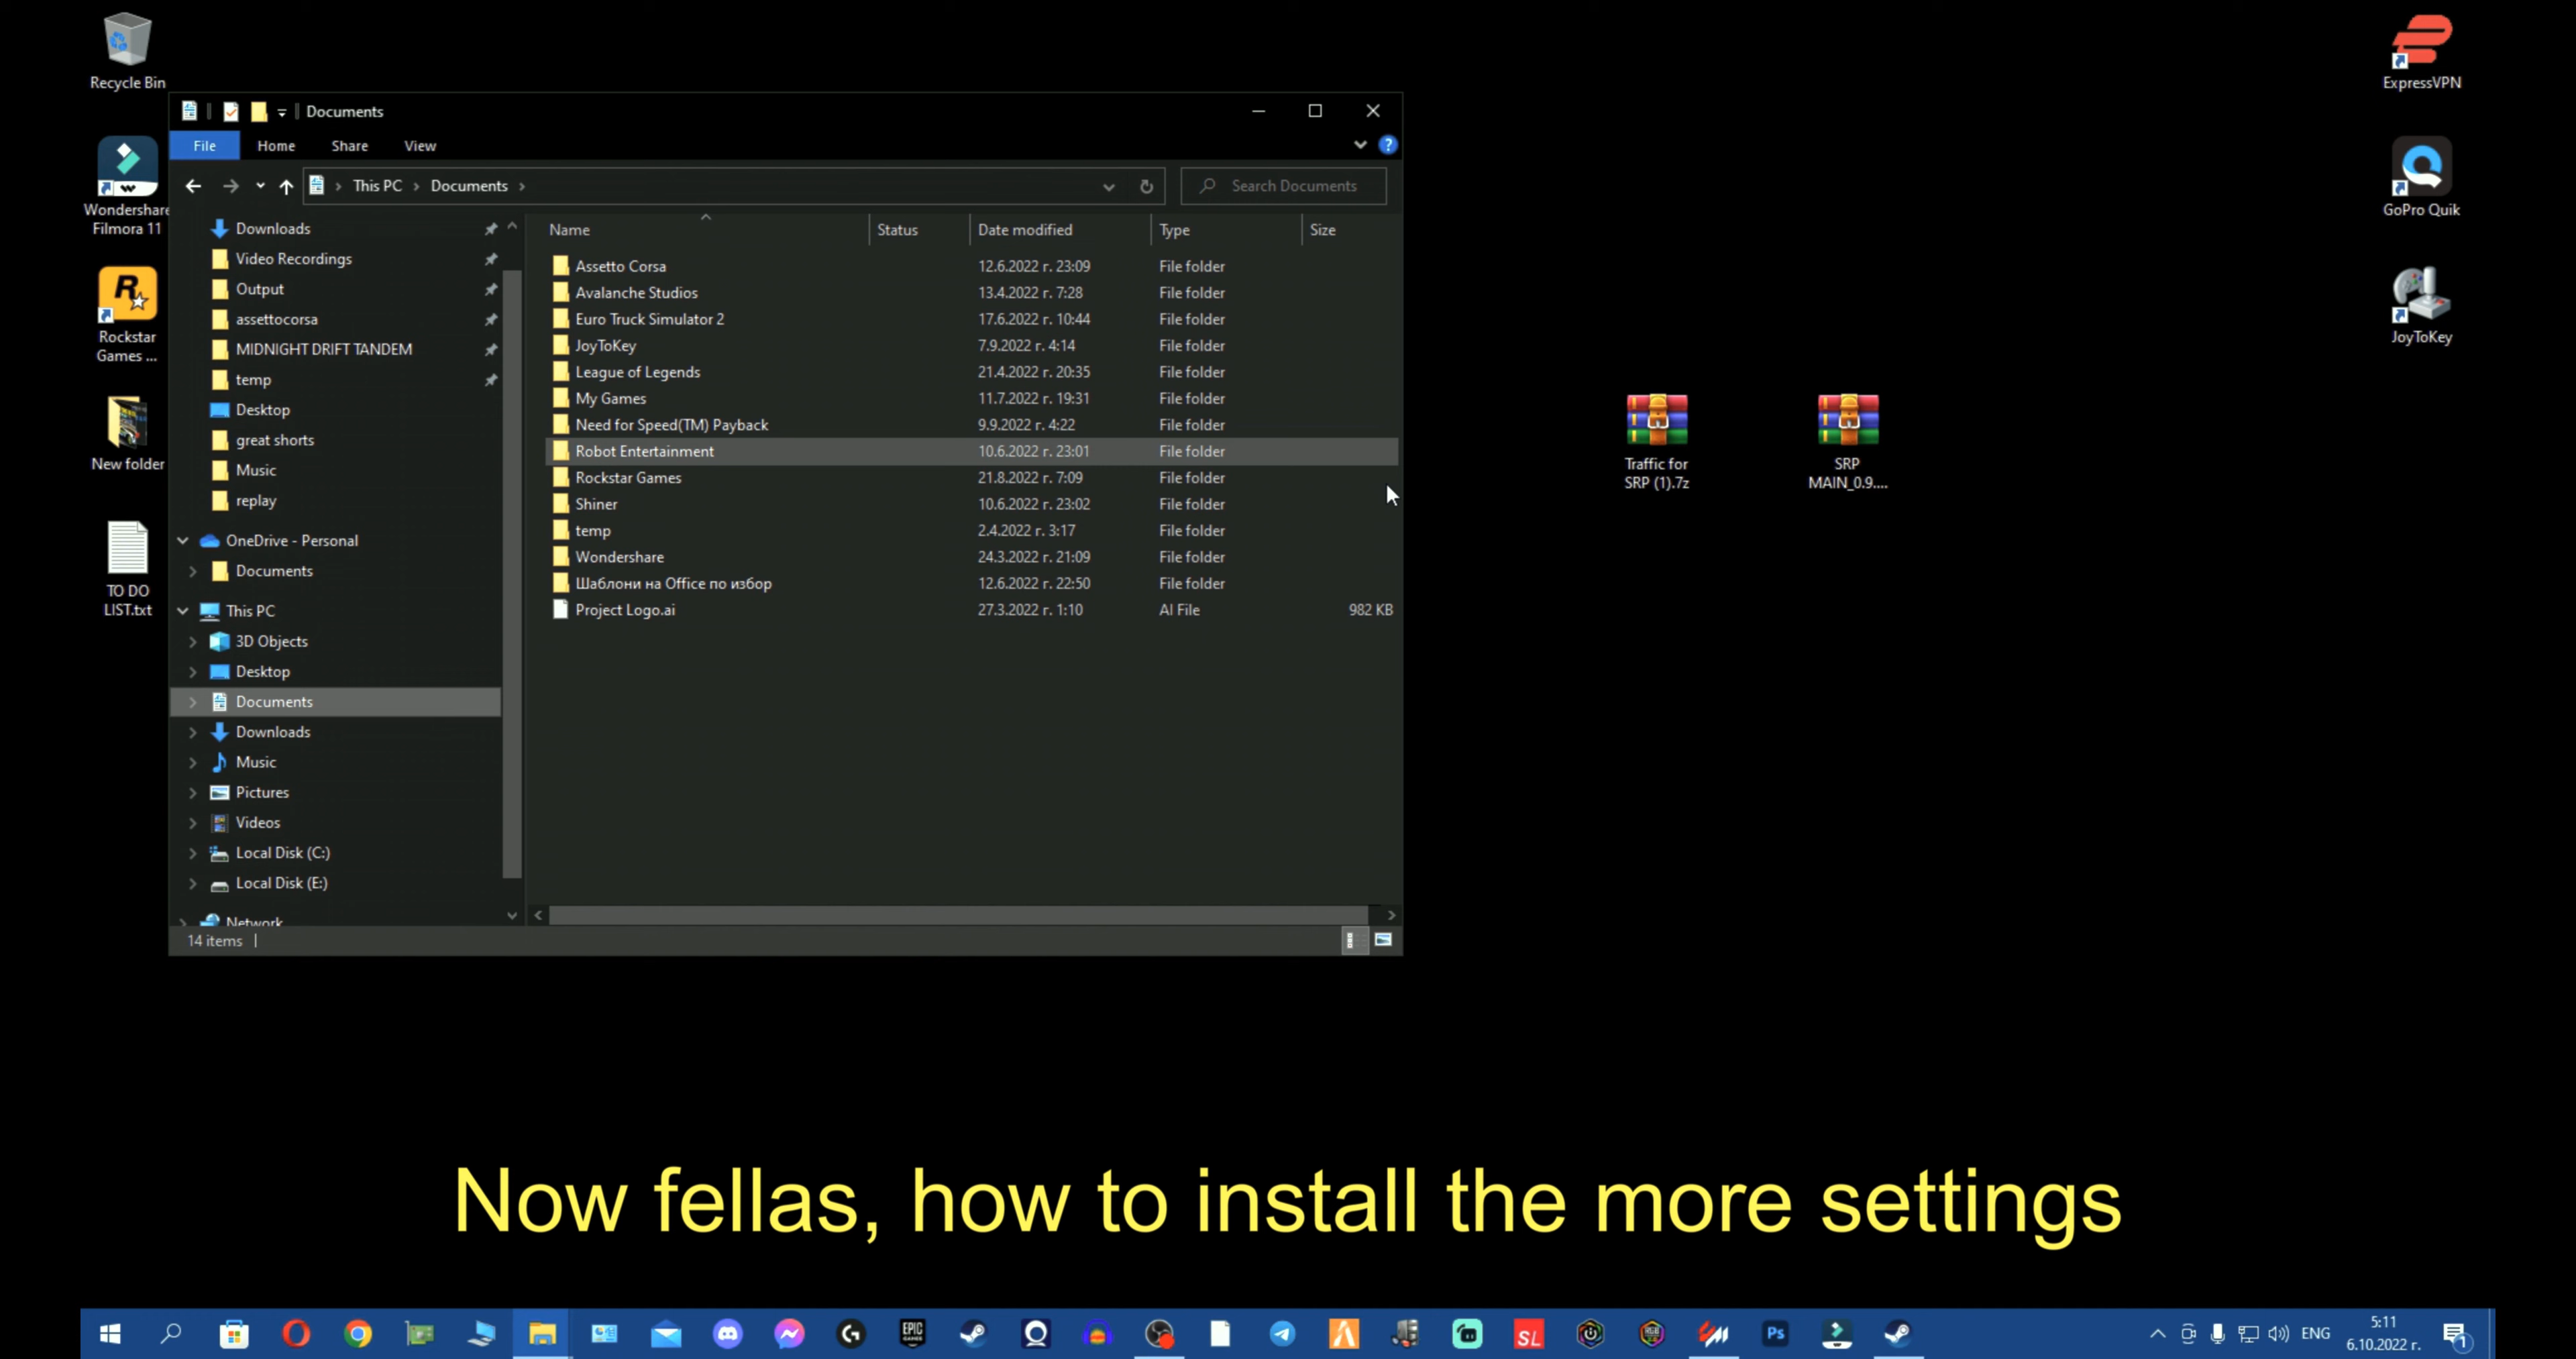 Recycle Bin
Wondershare
Filmora 11
Rockstar
Games ...
New folder
TO DO
LIST.txt
Documents
File Home Share View
This PC > Documents >
Search Documents
Downloads
Video Recordings
Output
assettocorsa
MIDNIGHT DRIFT TANDEM
temp
Desktop
great shorts
Music
replay
OneDrive - Personal
Documents
This PC
3D Objects
Desktop
Documents
Downloads
Music
Pictures
Videos
Local Disk (C:)
Local Disk (E:)
Network
Name Status Date modified Type Size
Assetto Corsa 12.6.2022 г. 23:09 File folder
Avalanche Studios 13.4.2022 г. 7:28 File folder
Euro Truck Simulator 2 17.6.2022 г. 10:44 File folder
JoyToKey 7.9.2022 г. 4:14 File folder
League of Legends 21.4.2022 г. 20:35 File folder
My Games 11.7.2022 г. 19:31 File folder
Need for Speed(TM) Payback 9.9.2022 г. 4:22 File folder
Robot Entertainment 10.6.2022 г. 23:01 File folder
Rockstar Games 21.8.2022 г. 7:09 File folder
Shiner 10.6.2022 г. 23:02 File folder
temp 2.4.2022 г. 3:17 File folder
Wondershare 24.3.2022 г. 21:09 File folder
Шаблони на Office по избор 12.6.2022 г. 22:50 File folder
Project Logo.ai 27.3.2022 г. 1:10 AI File 982 KB
14 items
Traffic for
SRP (1).7z
SRP
MAIN_0.9....
ExpressVPN
GoPro Quik
JoyToKey
Now fellas, how to install the more settings
EPIC
GAMES
SL
Ps
ENG
5:11
6.10.2022 г.
1